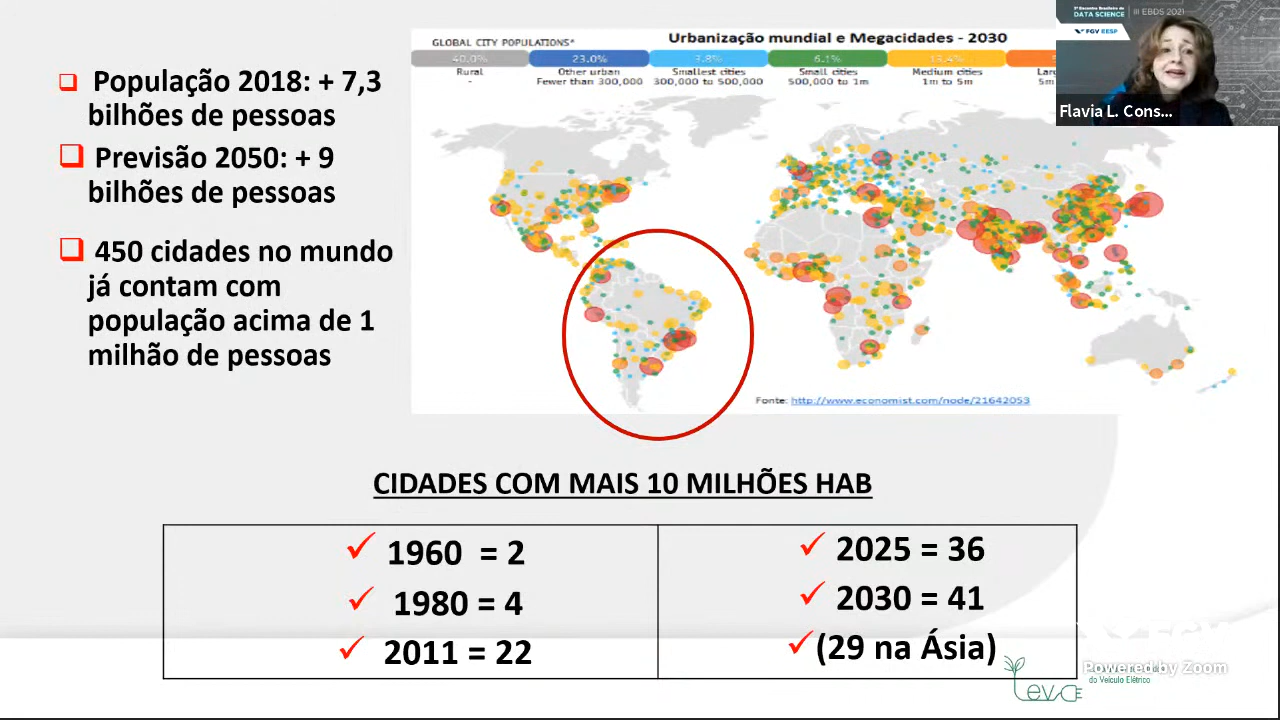 População 2018: + 7,3
bilhões de pessoas
Previsão 2050: + 9
bilhões de pessoas
450 cidades no mundo
já contam com
população acima de 1
milhão de pessoas
Urbanização mundial e Megacidades - 2030
GLOBAL CITY POPULATIONS*
40.0% 23.0% 3.8% 6.1% 13.4%
Rural Other urban Smallest cities Small cities Medium cities
- Fewer than 300,000 300,000 to 500,000 500,000 to 1m 1m to 5m
Fonte: http://www.economist.com/node/21642053
DATA SCIENCE III EBDS 2021
FGV EESP
Flavia L. Cons...
CIDADES COM MAIS 10 MILHÕES HAB
1960 = 2
1980 = 4
2011 = 22
2025 = 36
2030 = 41
(29 na Ásia)
Leve
do Veículo Elétrico
Powered by Zoom